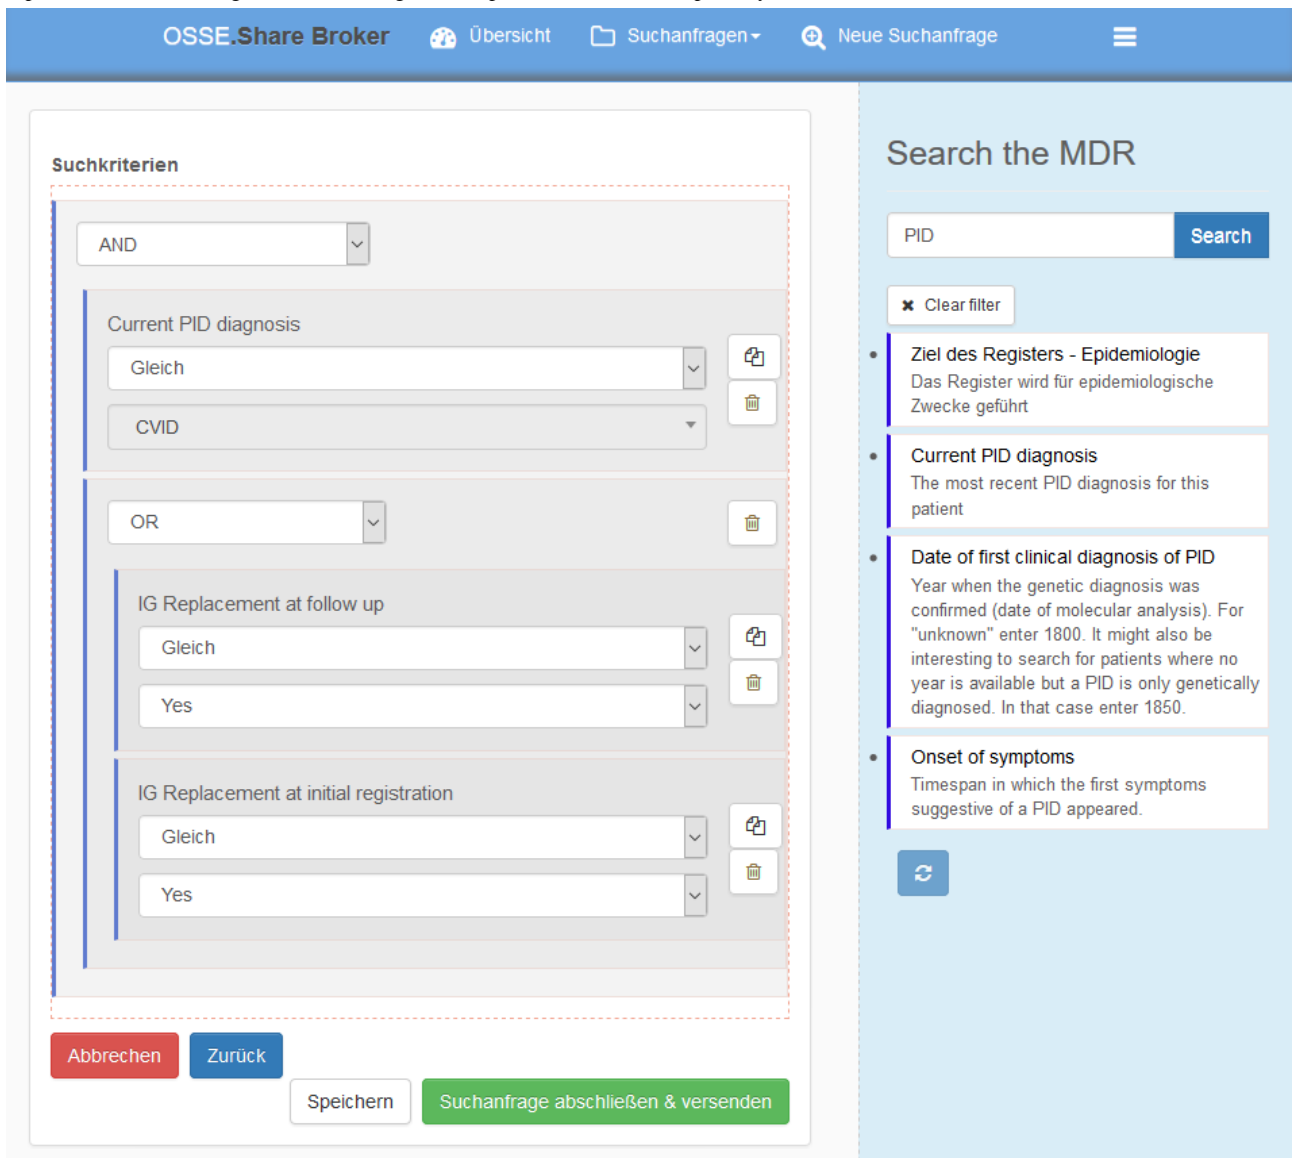 OSSE.Share Broker Übersicht Suchanfragen Neue Suchanfrage
Suchkriterien
AND
Current PID diagnosis
Gleich
CVID
OR
IG Replacement at follow up
Gleich
Yes
IG Replacement at initial registration
Gleich
Yes
Abbrechen Zurück
Speichern Suchanfrage abschließen & versenden
Search the MDR
PID Search
Clear filter
Ziel des Registers - Epidemiologie
Das Register wird für epidemiologische
Zwecke geführt
Current PID diagnosis
The most recent PID diagnosis for this
patient
Date of first clinical diagnosis of PID
Year when the genetic diagnosis was
confirmed (date of molecular analysis). For
"unknown" enter 1800. It might also be
interesting to search for patients where no
year is available but a PID is only genetically
diagnosed. In that case enter 1850.
Onset of symptoms
Timespan in which the first symptoms
suggestive of a PID appeared.